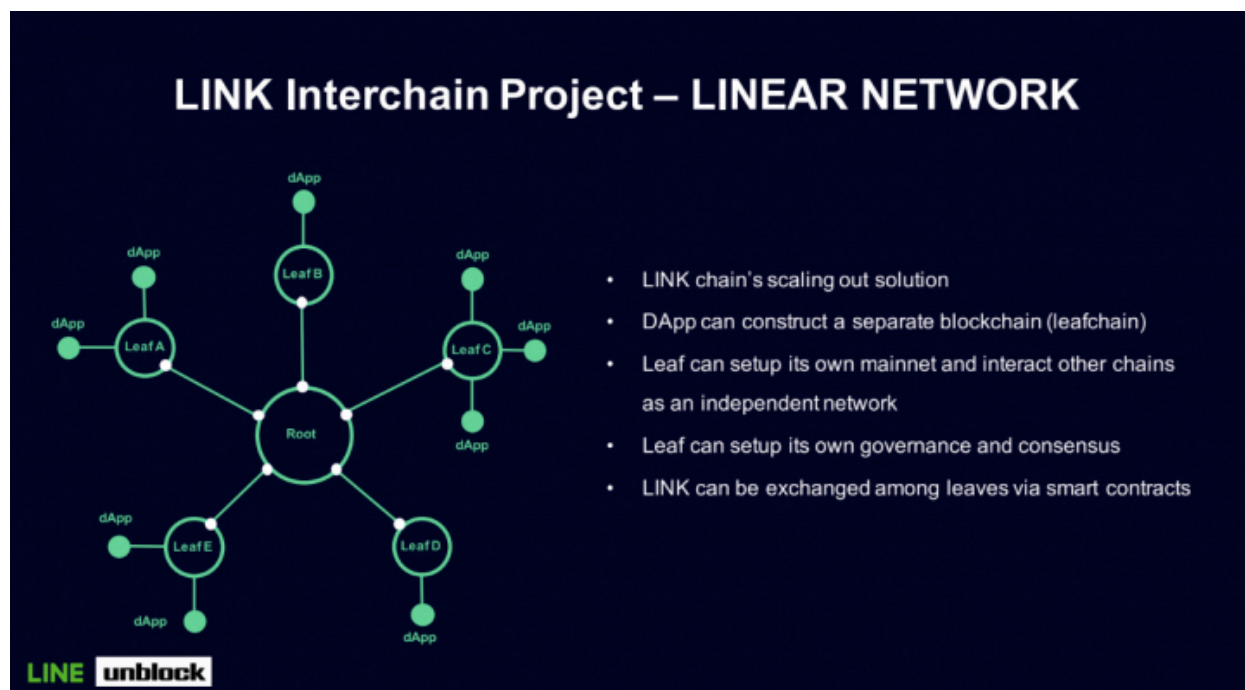 LINK Interchain Project – LINEAR NETWORK
dApp
dApp
dApp
dApp
dApp
Leaf B
Leaf A
Leaf C
dApp
Root
dApp
dApp
Leaf E
Leaf D
dApp
dApp
• LINK chain's scaling out solution
• DApp can construct a separate blockchain (leafchain)
• Leaf can setup its own mainnet and interact other chains
as an independent network
• Leaf can setup its own governance and consensus
• LINK can be exchanged among leaves via smart contracts
LINE unblock